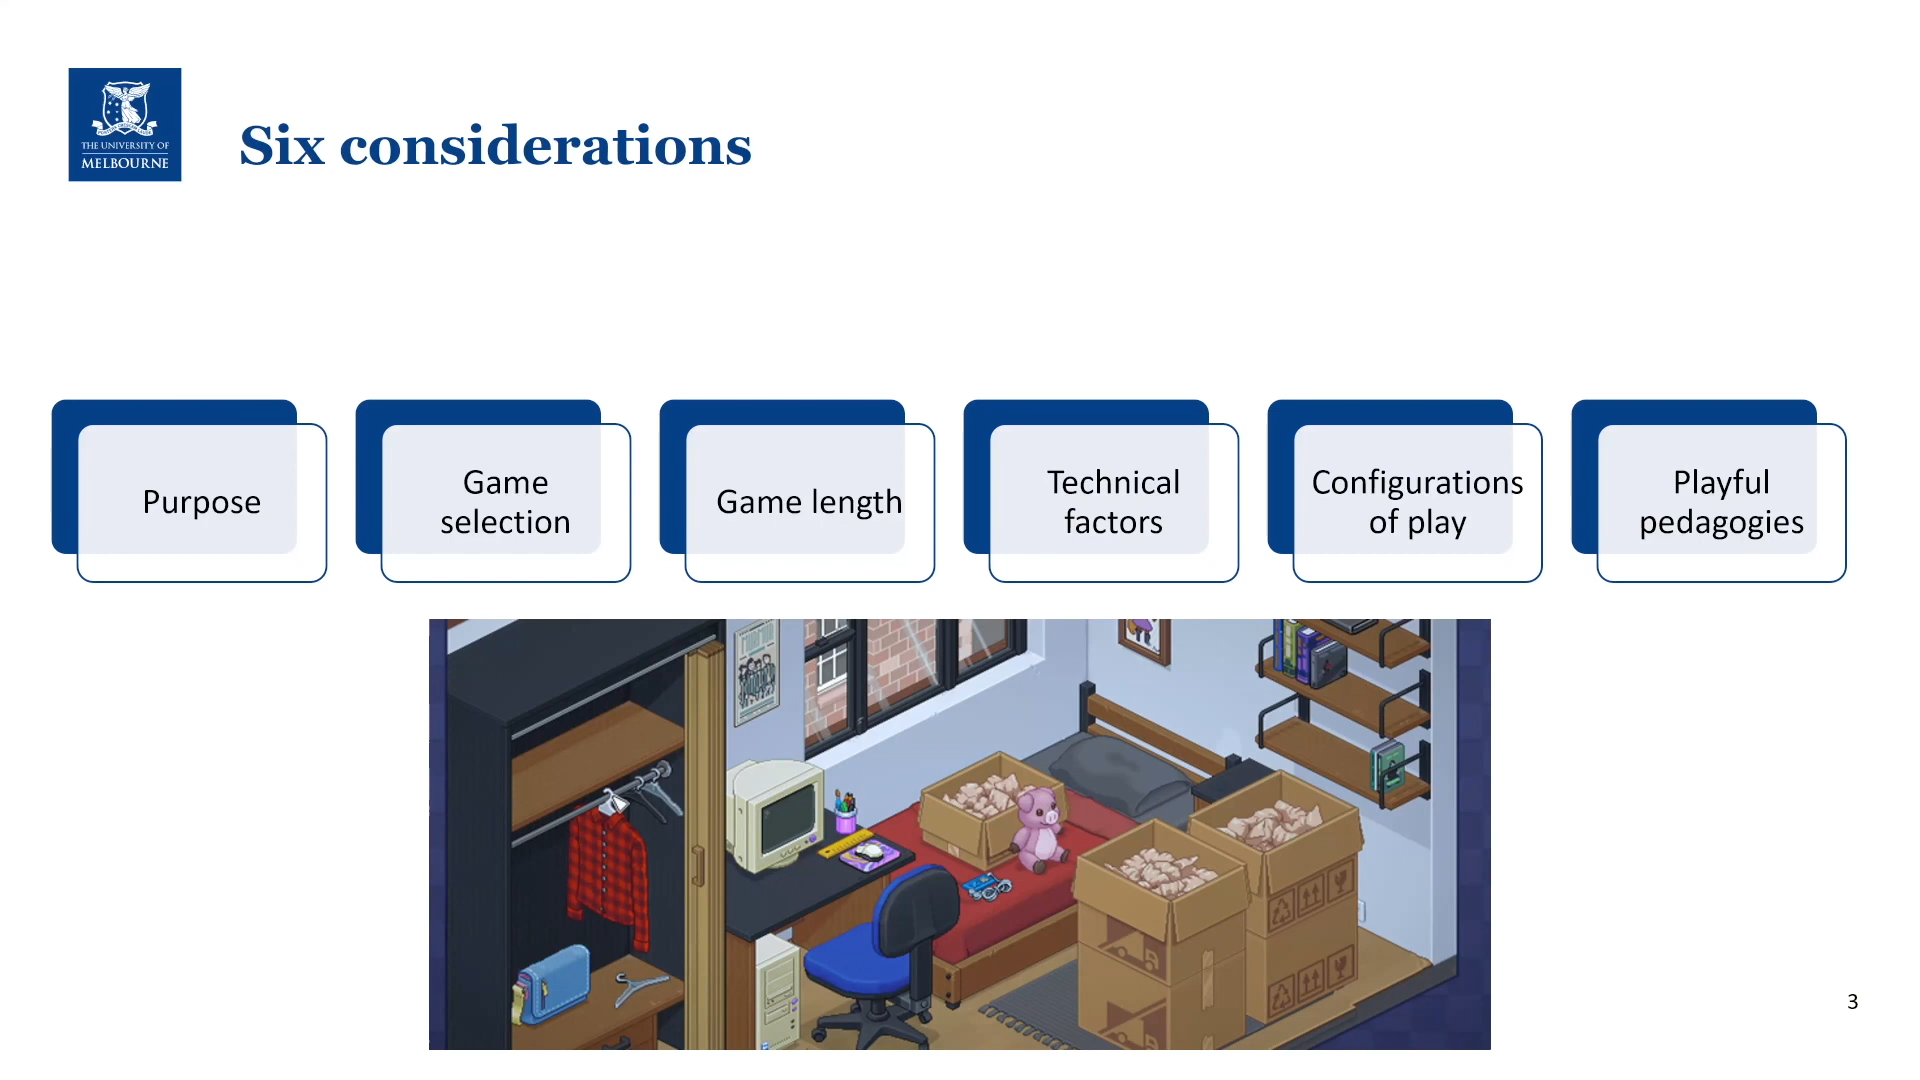 THE UNIVERSITY OF
MELBOURNE
Six considerations
Purpose
Game
selection
Game length
Technical
factors
Configurations
of play
Playful
pedagogies
3